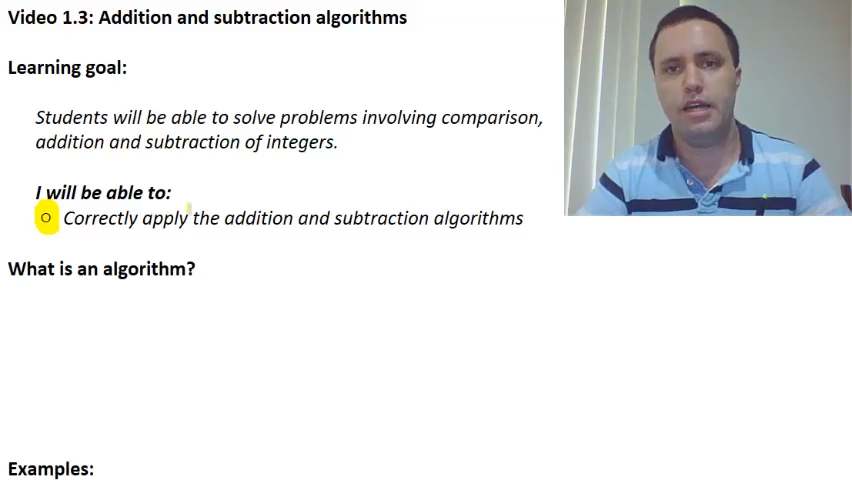 Video 1.3: Addition and subtraction algorithms
Learning goal:
Students will be able to solve problems involving comparison,
addition and subtraction of integers.
I will be able to:
○ Correctly apply the addition and subtraction algorithms
What is an algorithm?
Examples: